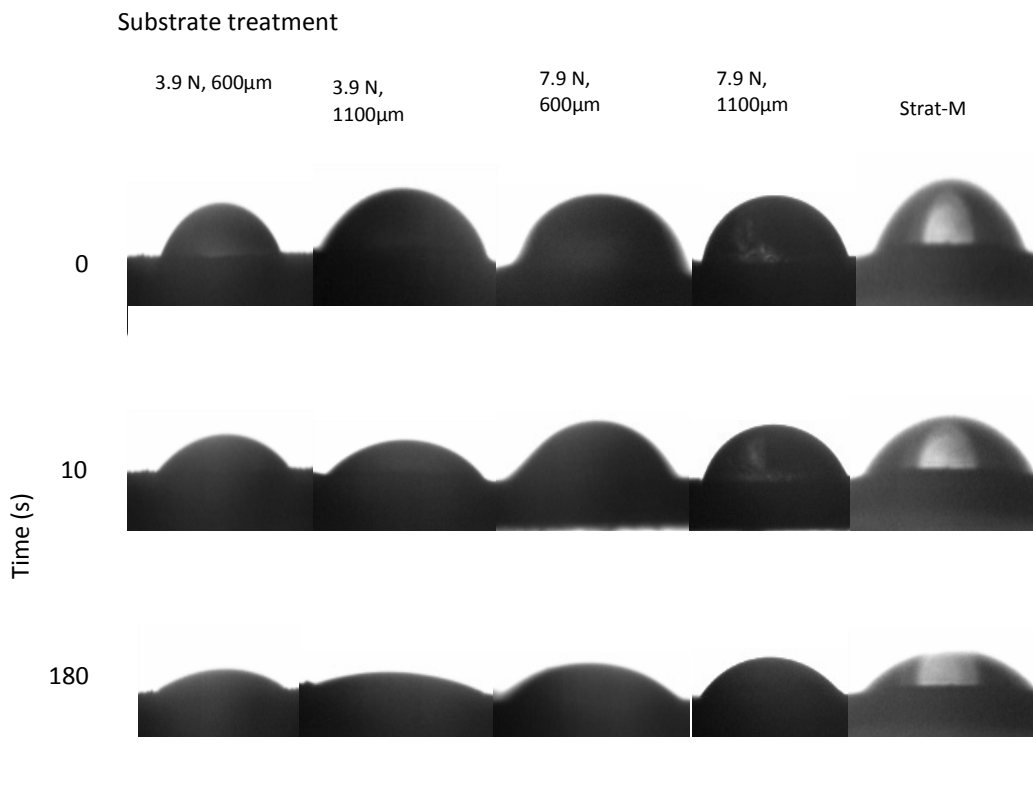 Substrate treatment
3.9 N, 600µm
3.9 N,
1100µm
7.9 N,
600µm
7.9 N,
1100µm
Strat-M
0
10
180
Time (s)